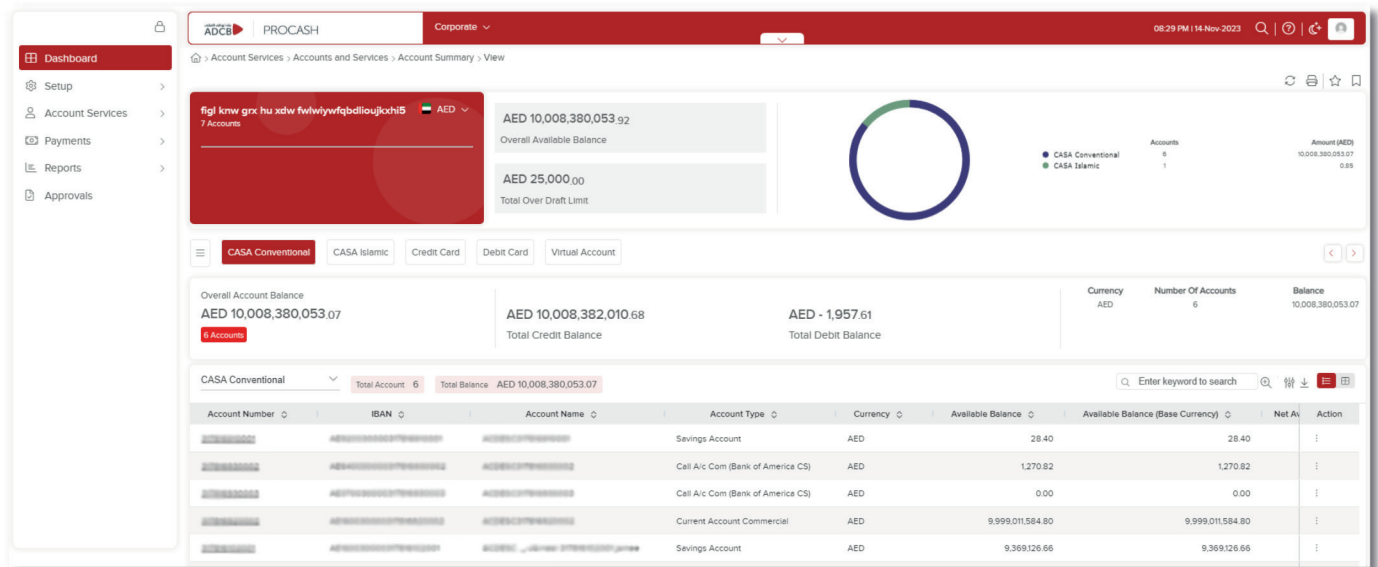 ADCB PROCASH
Corporate
08:29 PM | 14-Nov-2023
Dashboard
Setup
Account Services
Payments
Reports
Approvals
> Account Services > Accounts and Services > Account Summary > View
figl knw grx hu xdw fwlwiywfqbdlioujkxhi5 AED
7 Accounts
AED 10,008,380,053.92
Overall Available Balance
AED 25,000.00
Total Over Draft Limit
Accounts Amount (AED)
CASA Conventional 6 10,008,380,053.07
CASA Islamic 1 0.85
CASA Conventional CASA Islamic Credit Card Debit Card Virtual Account
Overall Account Balance
AED 10,008,380,053.07
6 Accounts
AED 10,008,382,010.68
Total Credit Balance
AED - 1,957.61
Total Debit Balance
Currency Number Of Accounts Balance
AED 6 10,008,380,053.07
CASA Conventional Total Account 6 Total Balance AED 10,008,380,053.07 Enter keyword to search
Account Number IBAN Account Name Account Type Currency Available Balance Available Balance (Base Currency) Net Av Action
Savings Account AED 28.40 28.40
Call A/c Com (Bank of America CS) AED 1,270.82 1,270.82
Call A/c Com (Bank of America CS) AED 0.00 0.00
Current Account Commercial AED 9,999,011,584.80 9,999,011,584.80
Savings Account AED 9,369,126.66 9,369,126.66